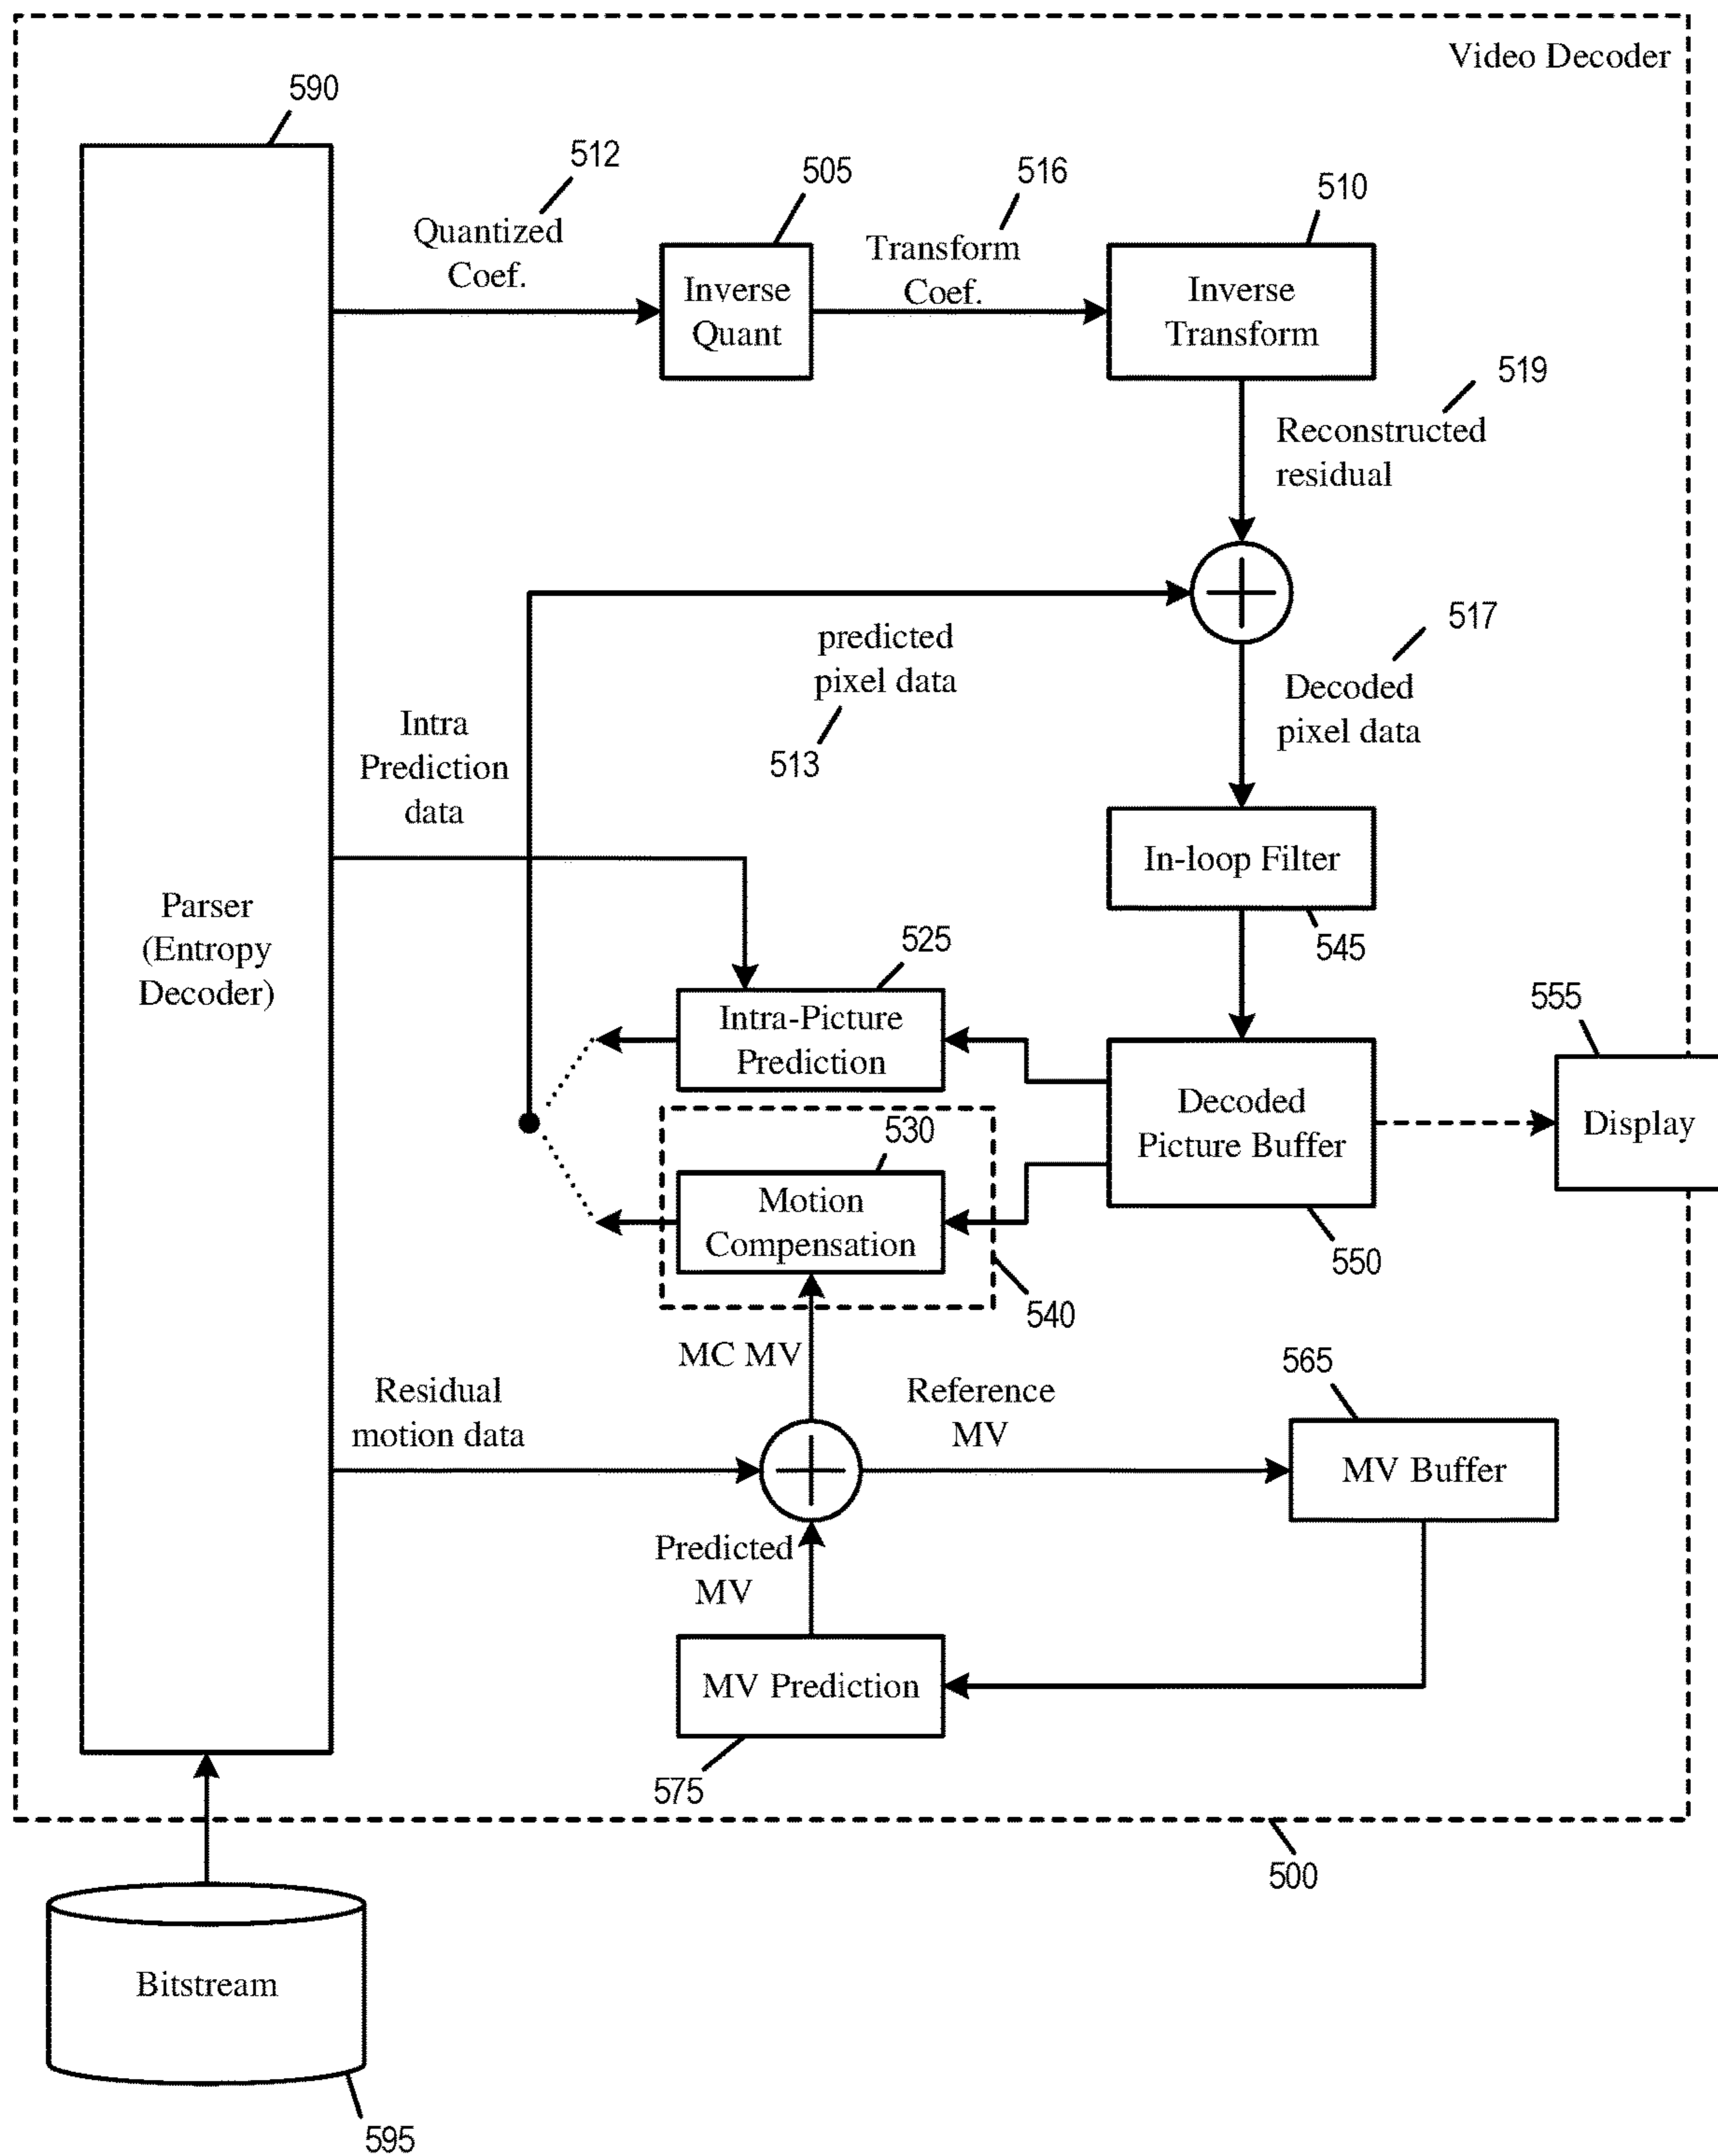 Video Decoder
590
512
505
516
510
Quantized
Coef.
Transform
Coef.
Inverse
Quant
Inverse
Transform
519
Reconstructed
residual
517
predicted
pixel data
513
Decoded
pixel data
Intra
Prediction
data
In-loop Filter
545
Parser
(Entropy
Decoder)
525
Intra-Picture
Prediction
555
Decoded
Picture Buffer
Display
530
Motion
Compensation
550
540
MC MV
565
Residual
motion data
Reference
MV
MV Buffer
Predicted
MV
MV Prediction
575
500
Bitstream
595